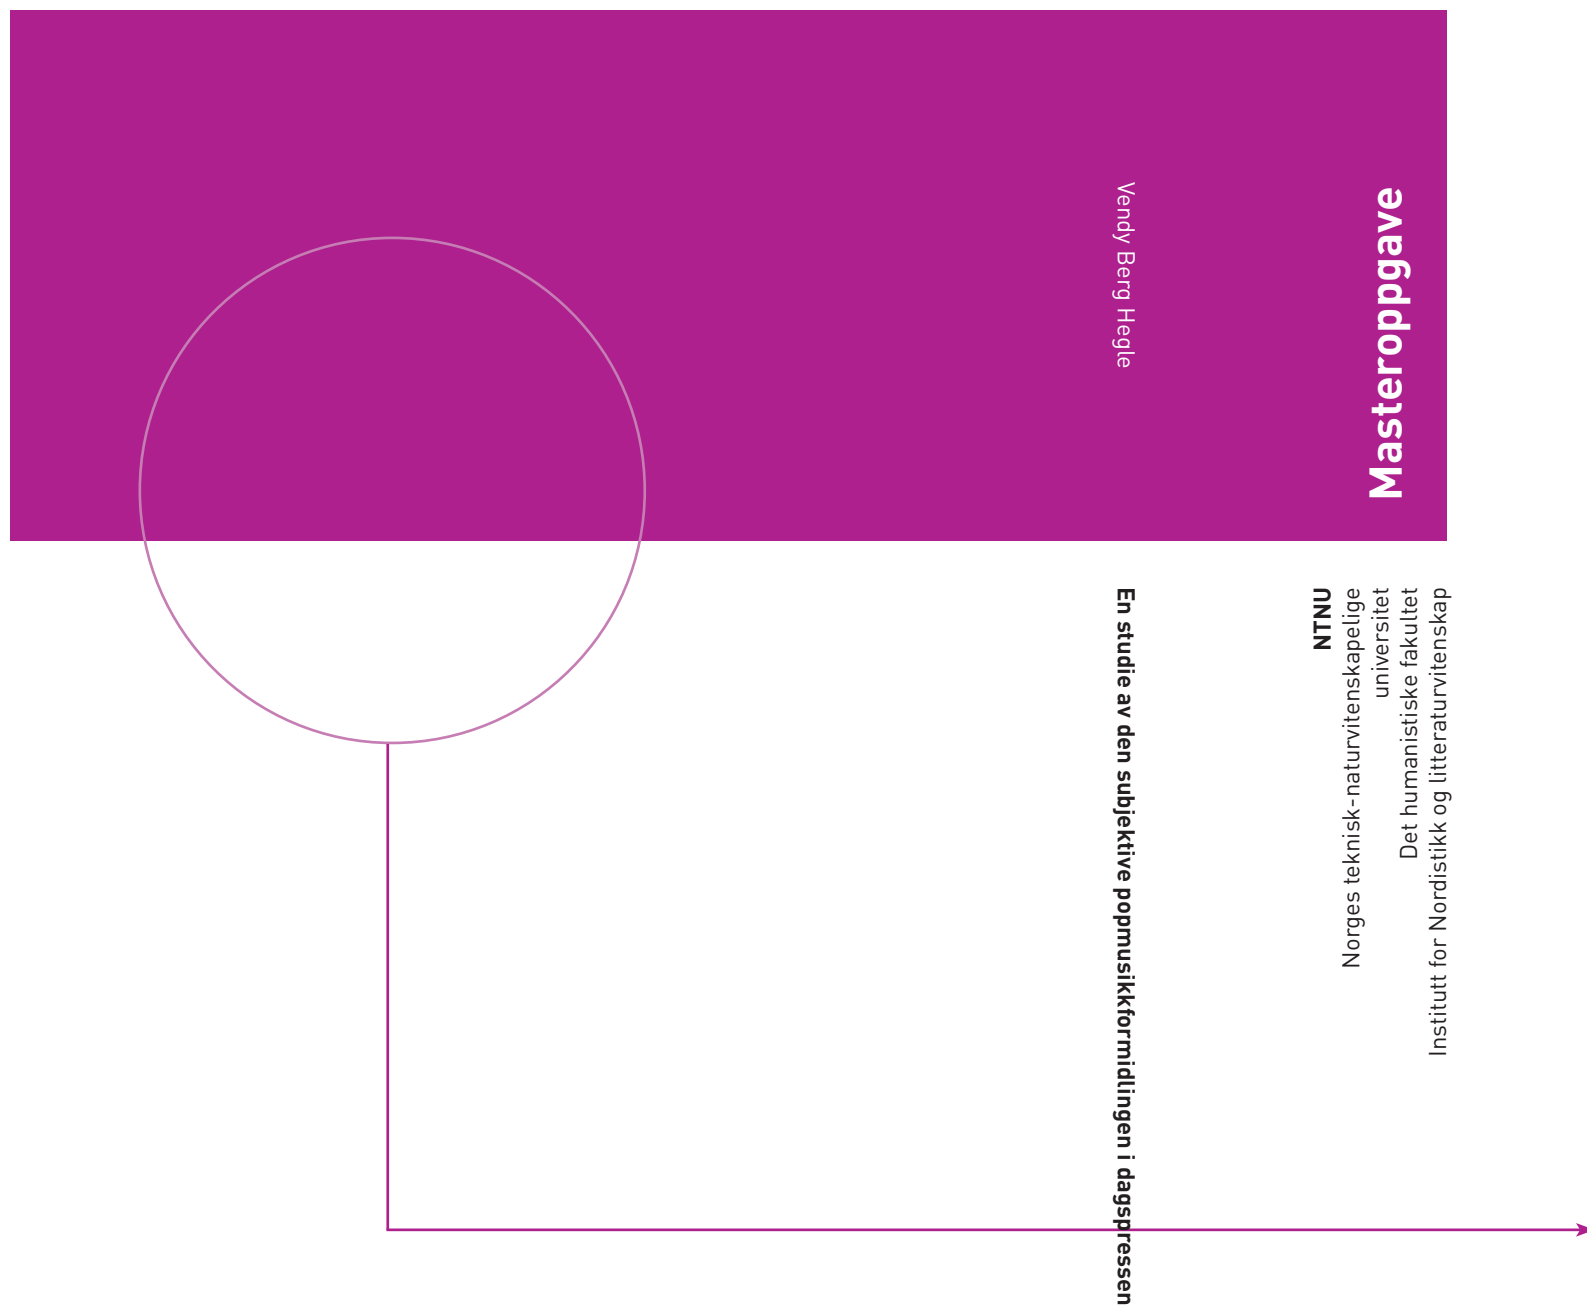 Vendy Berg Hegle
En studie av den subjektive popmusikkformidlingen i dagspressen
Masteroppgave
NTNU
Norges teknisk-naturvitenskapelige
universitet
Det humanistiske fakultet
Institutt for Nordistikk og litteraturvitenskap